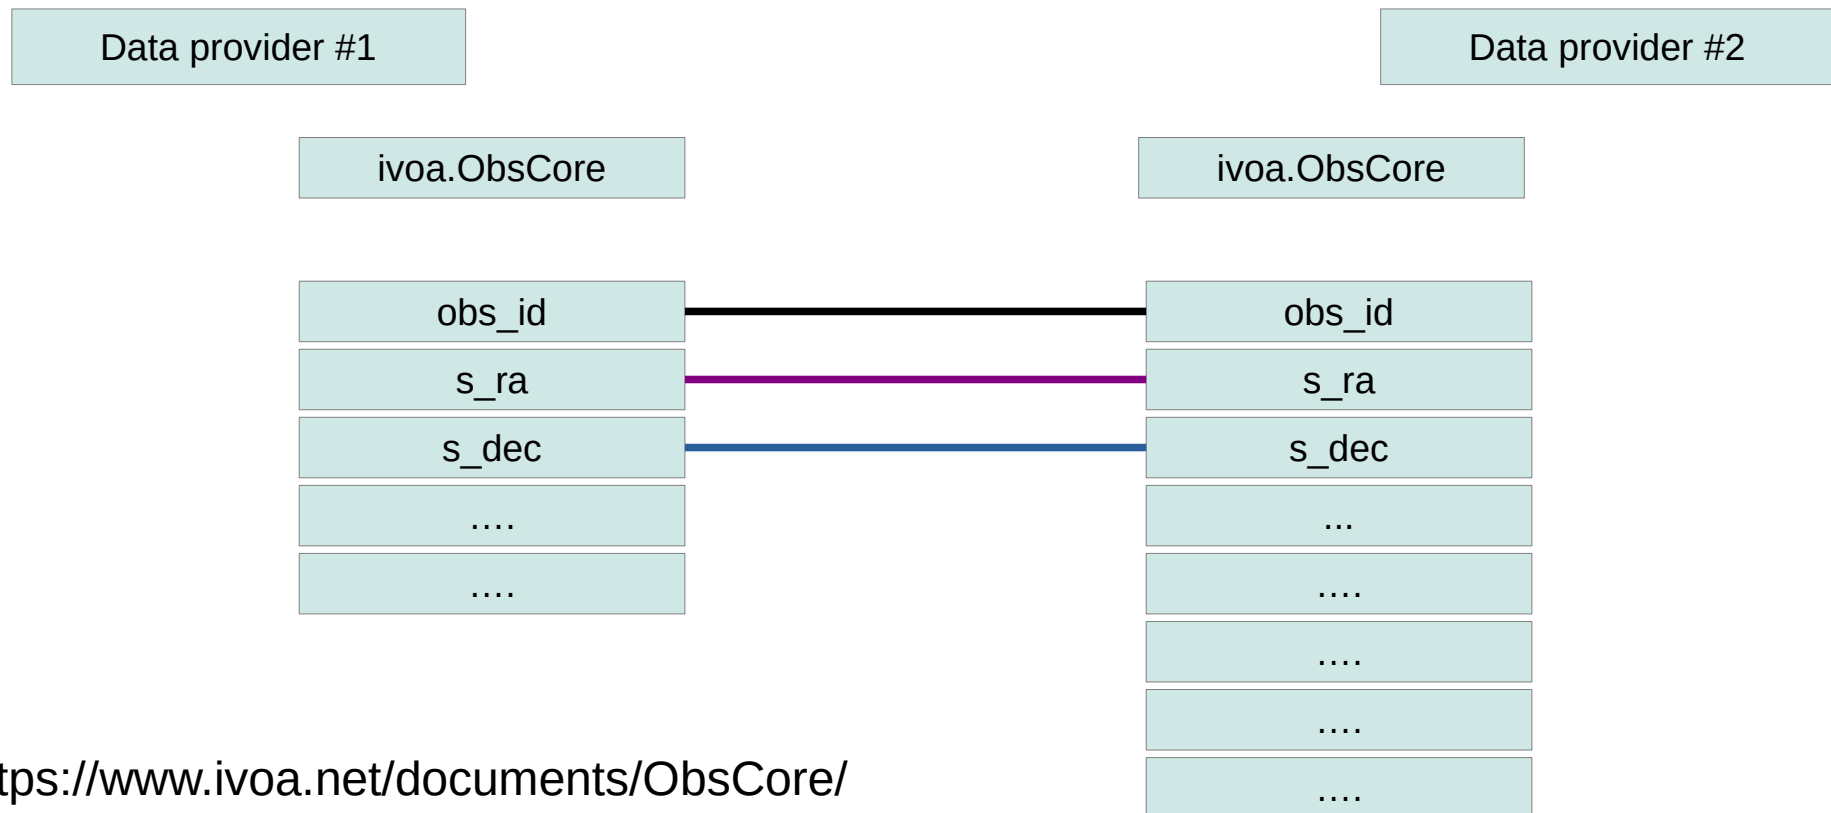 Data provider #1
Data provider #2
ivoa.ObsCore
ivoa.ObsCore
obs_id
obs_id
s_ra
s_ra
s_dec
s_dec
….
...
….
….
….
….
….
tps://www.ivoa.net/documents/ObsCore/